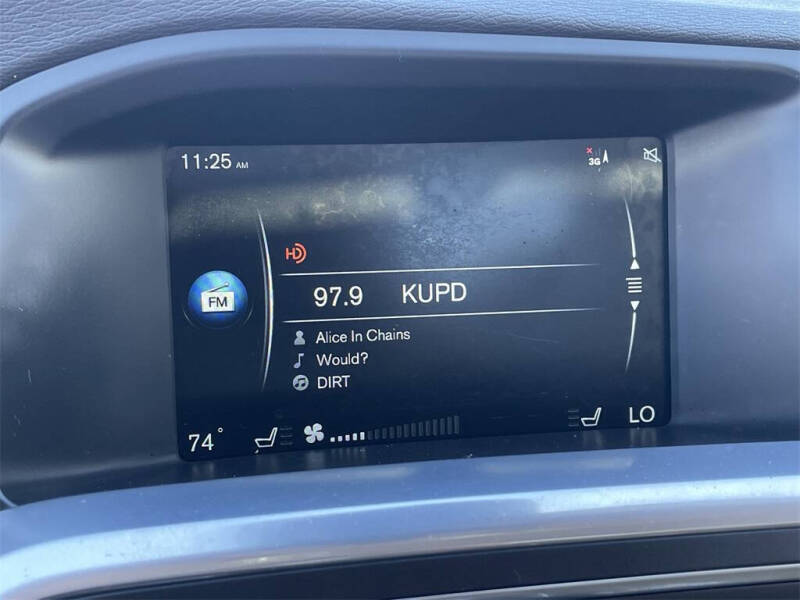 11:25 AM
3G
HD
FM
97.9 KUPD
Alice In Chains
Would?
DIRT
74°
LO